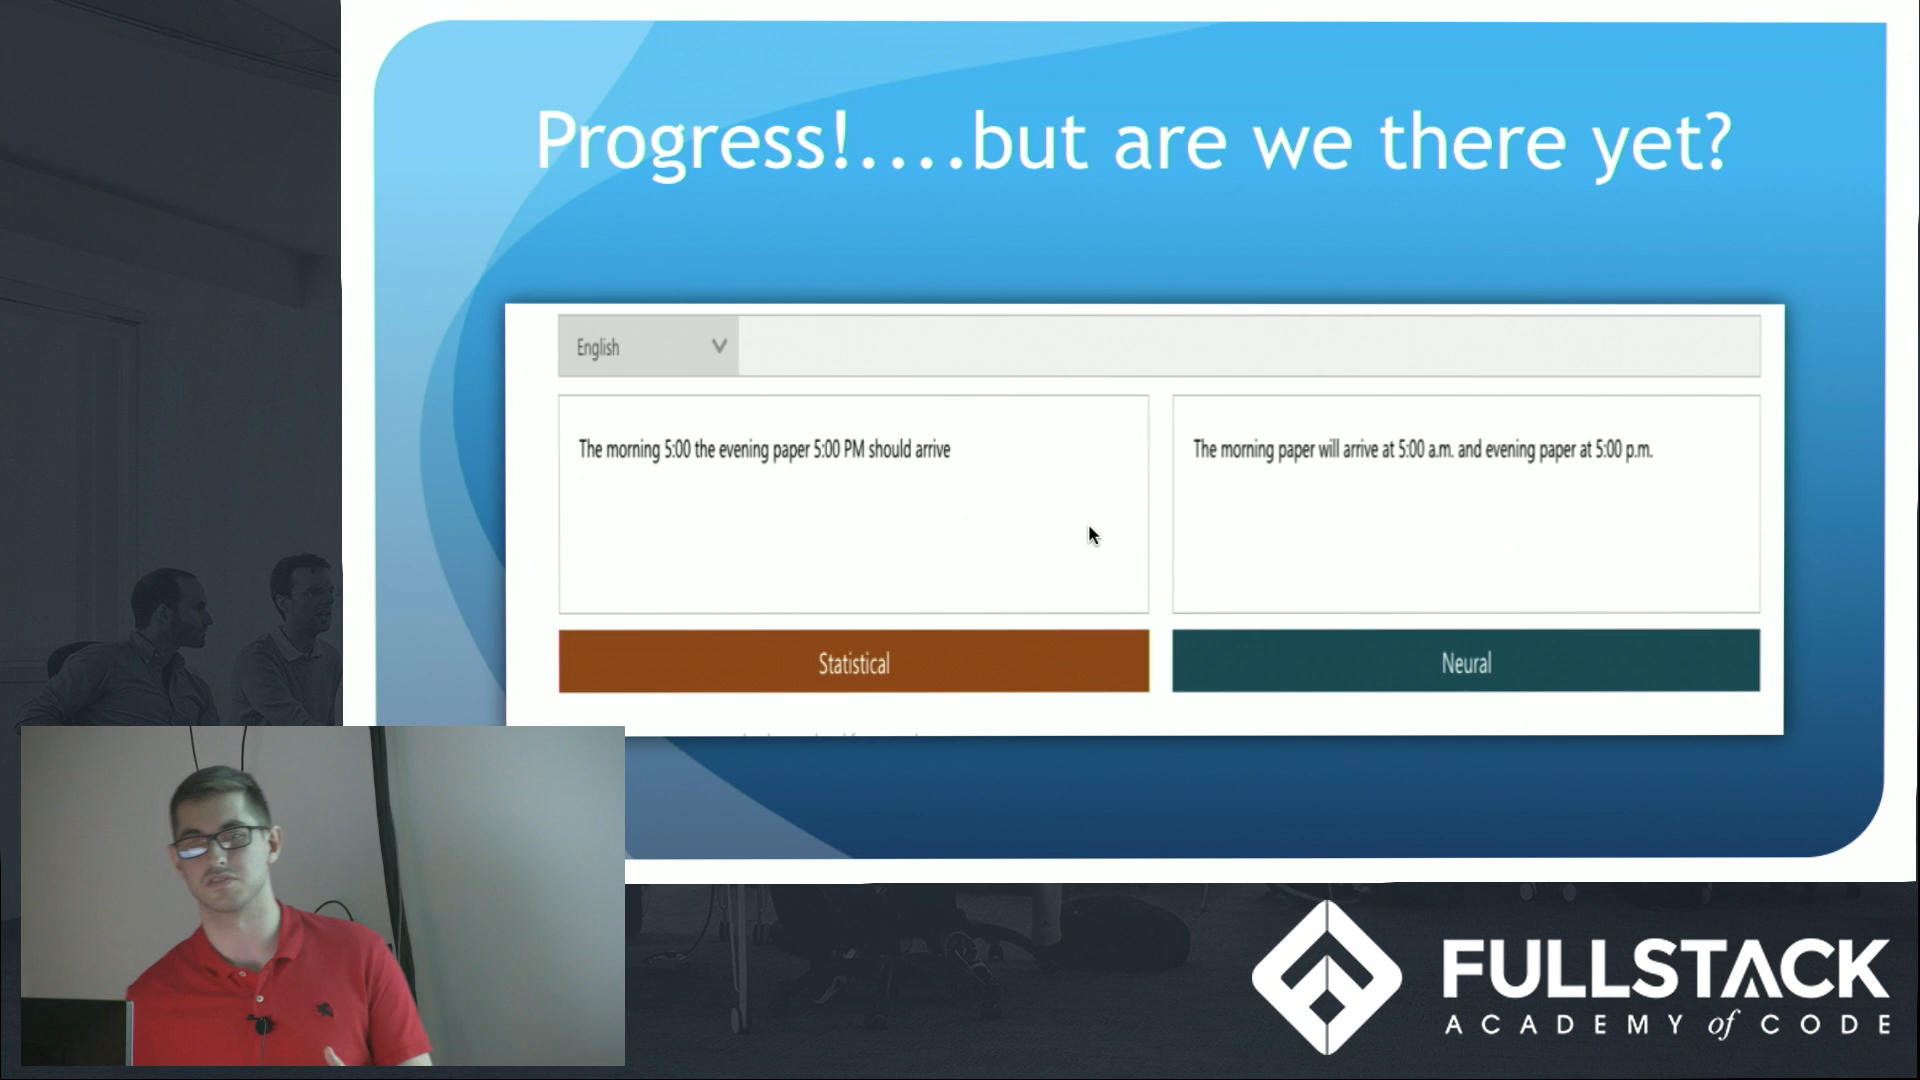 Progress!....but are we there yet?
English
The morning 5:00 the evening paper 5:00 PM should arrive
The morning paper will arrive at 5:00 a.m. and evening paper at 5:00 p.m.
Statistical
Neural
FULLSTACK
ACADEMY of CODE